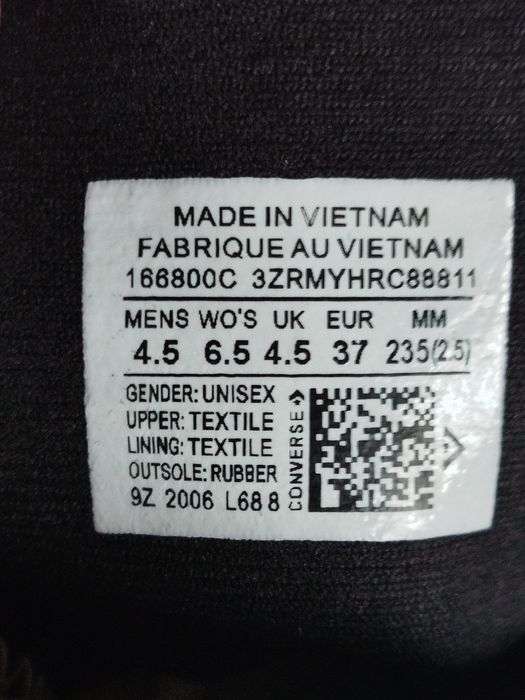 MADE IN VIETNAM
FABRIQUE AU VIETNAM
166800C 3ZRMYHRC88811
MENS WO'S UK EUR MM
4.5 6.5 4.5 37 235(2.5)
GENDER: UNISEX
UPPER: TEXTILE
LINING: TEXTILE
OUTSOLE: RUBBER
9Z 2006 L68 8
CONVERSE